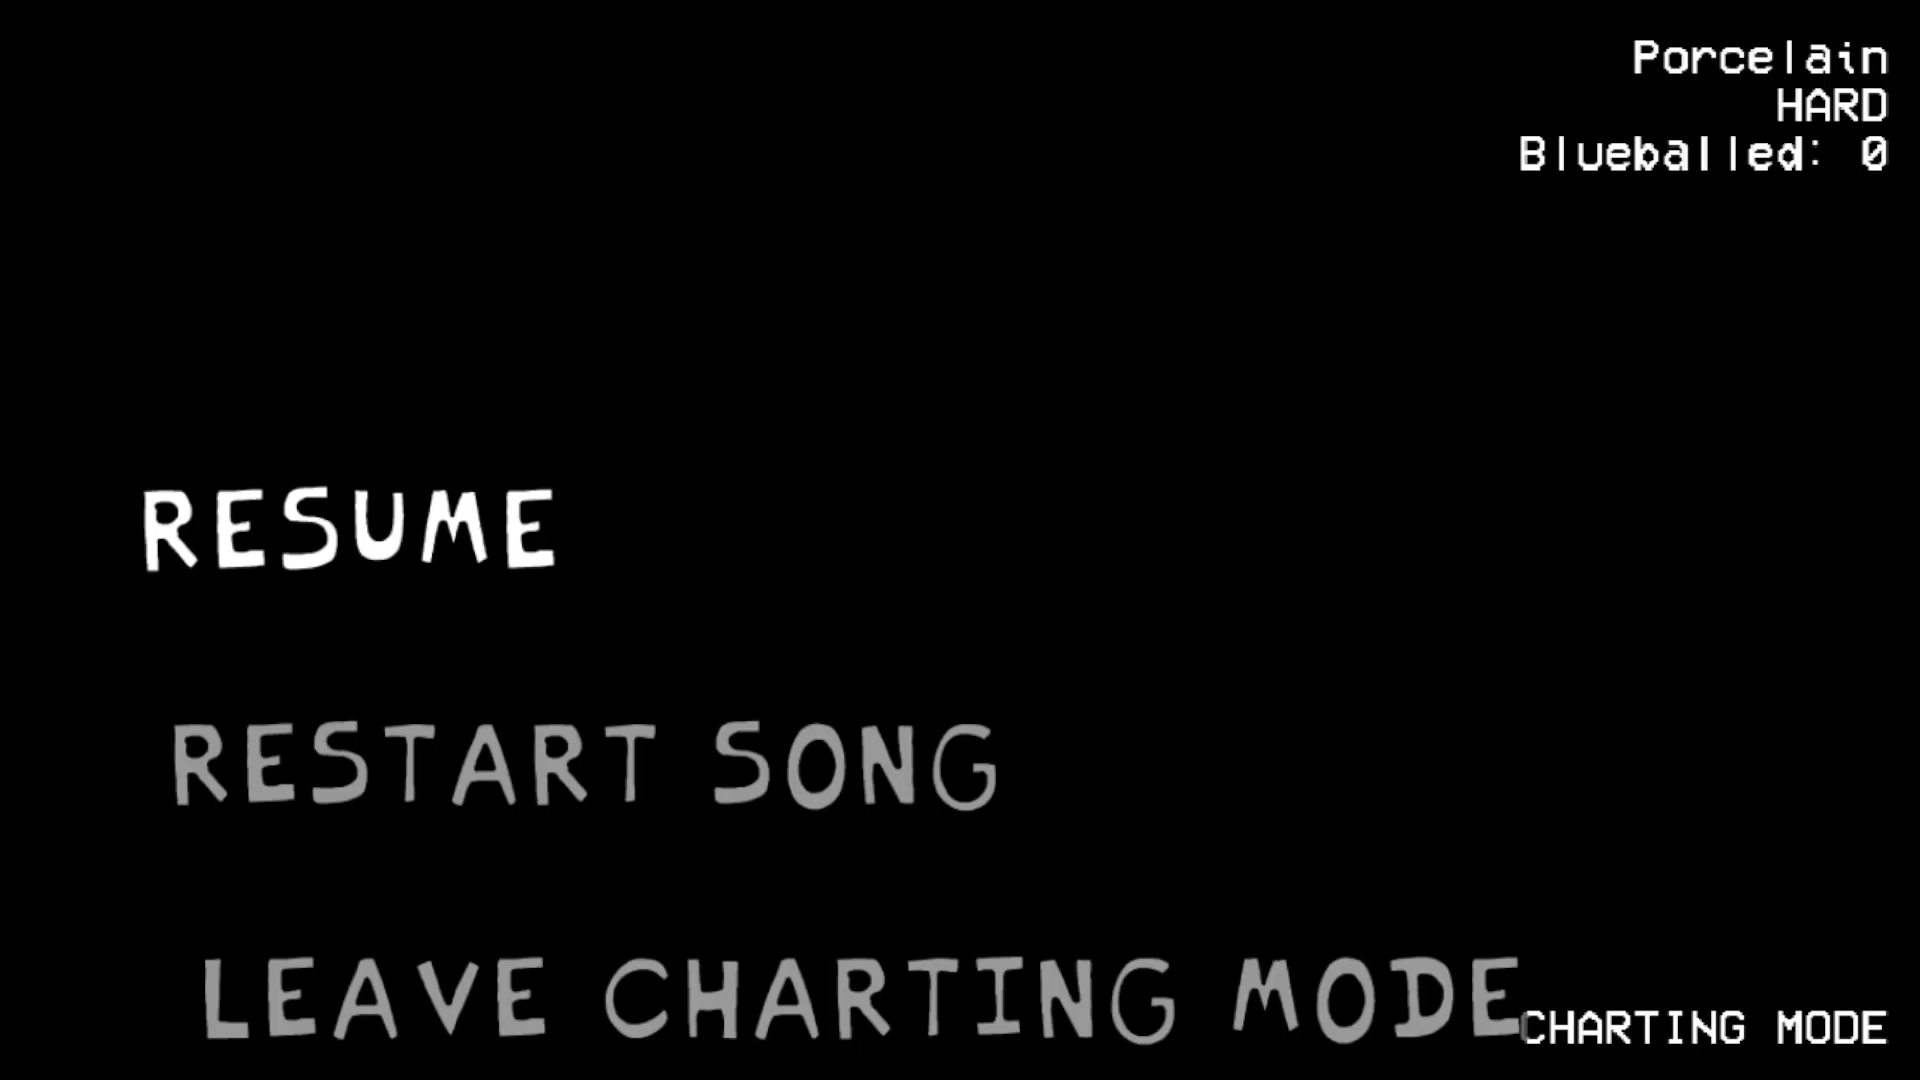 Porcelain
HARD
Blueballed: 0
RESUME
RESTART SONG
LEAVE CHARTING MODE
CHARTING MODE